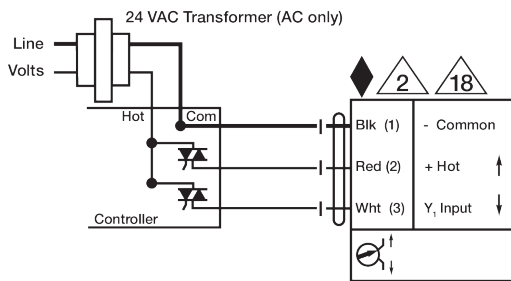 24 VAC Transformer (AC only)
Line
Volts
Hot Com
2 18
Blk (1) - Common
Red (2) + Hot
Wht (3) Y₁ Input
Controller